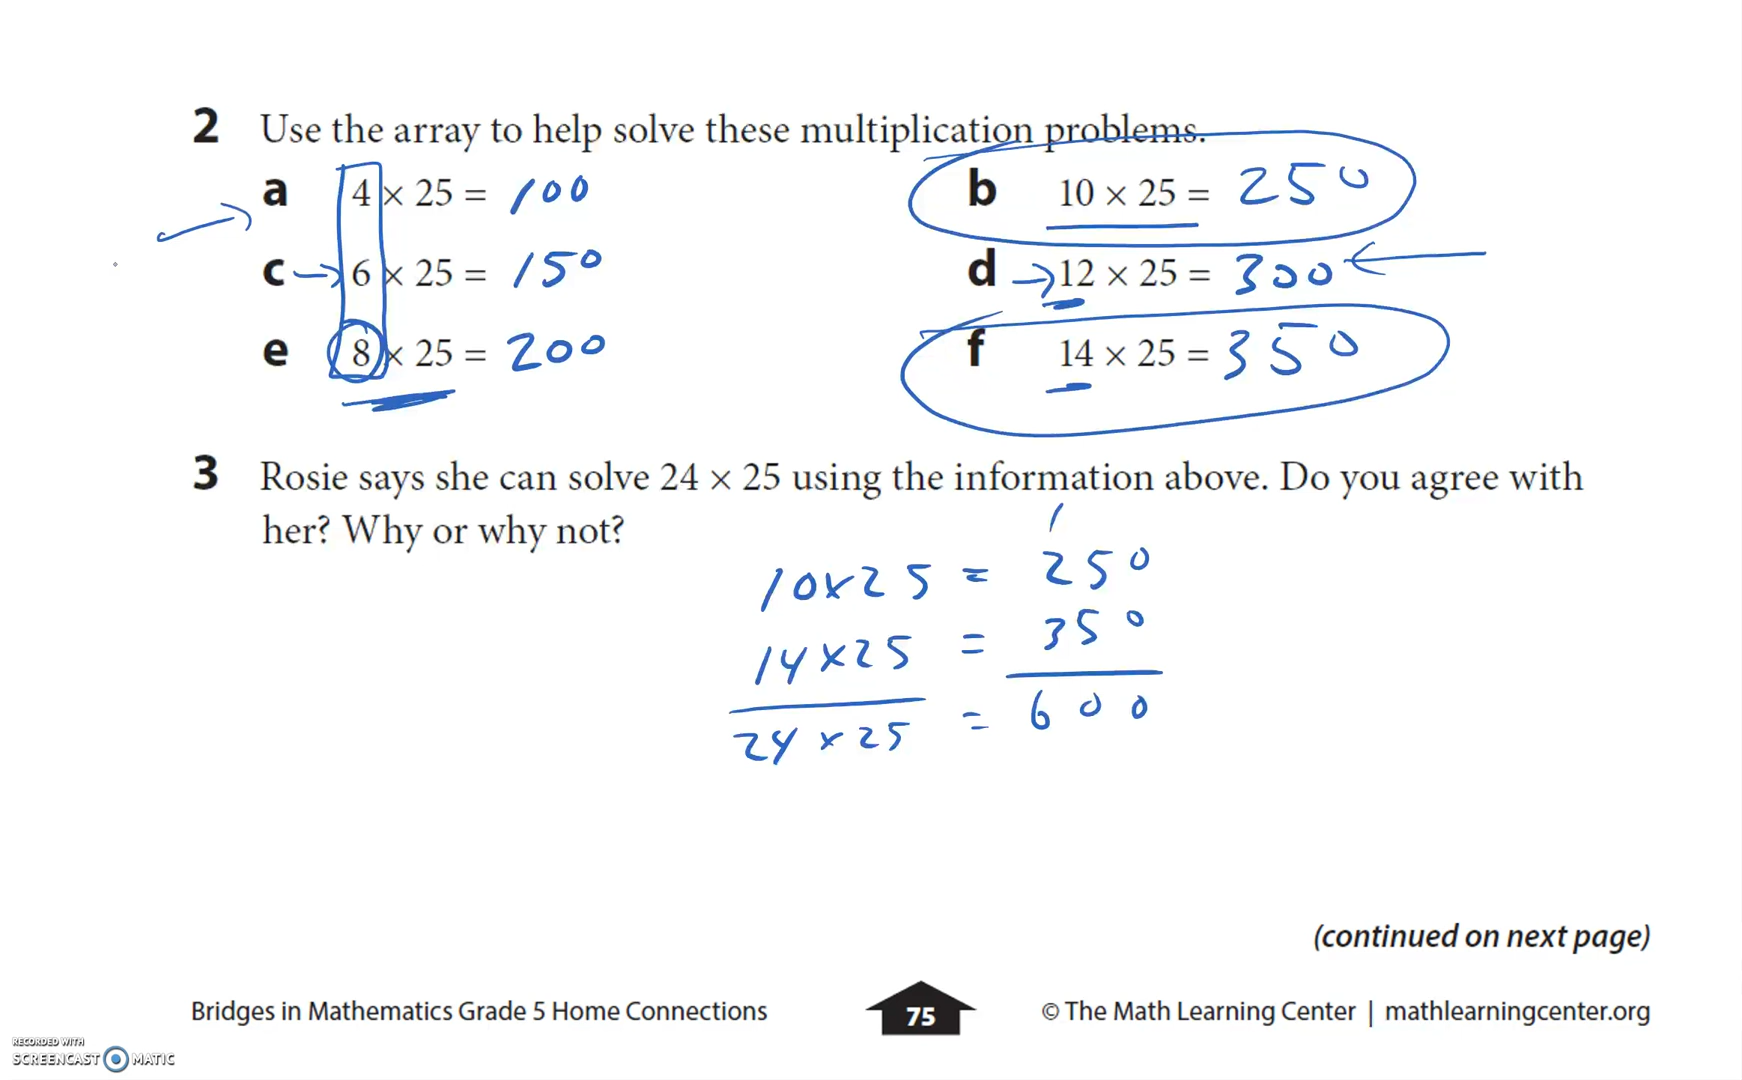 2 Use the array to help solve these multiplication problems.
a 4 × 25 = 100 b 10 × 25 = 250
c 6 × 25 = 150 d 12 × 25 = 300
e 8 × 25 = 200 f 14 × 25 = 350
3 Rosie says she can solve 24 × 25 using the information above. Do you agree with
her? Why or why not?
1
10 x 25 = 250
14 x 25 = 350
24 x 25 = 600
(continued on next page)
Bridges in Mathematics Grade 5 Home Connections 75 © The Math Learning Center | mathlearningcenter.org
RECORDED WITH
SCREENCAST MATIC